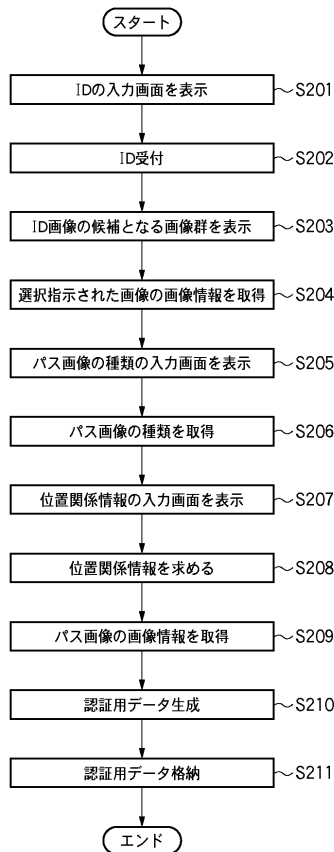 スタート
IDの入力画面を表示 S201
ID受付 S202
ID画像の候補となる画像群を表示 S203
選択指示された画像の画像情報を取得 S204
パス画像の種類の入力画面を表示 S205
パス画像の種類を取得 S206
位置関係情報の入力画面を表示 S207
位置関係情報を求める S208
パス画像の画像情報を取得 S209
認証用データ生成 S210
認証用データ格納 S211
エンド